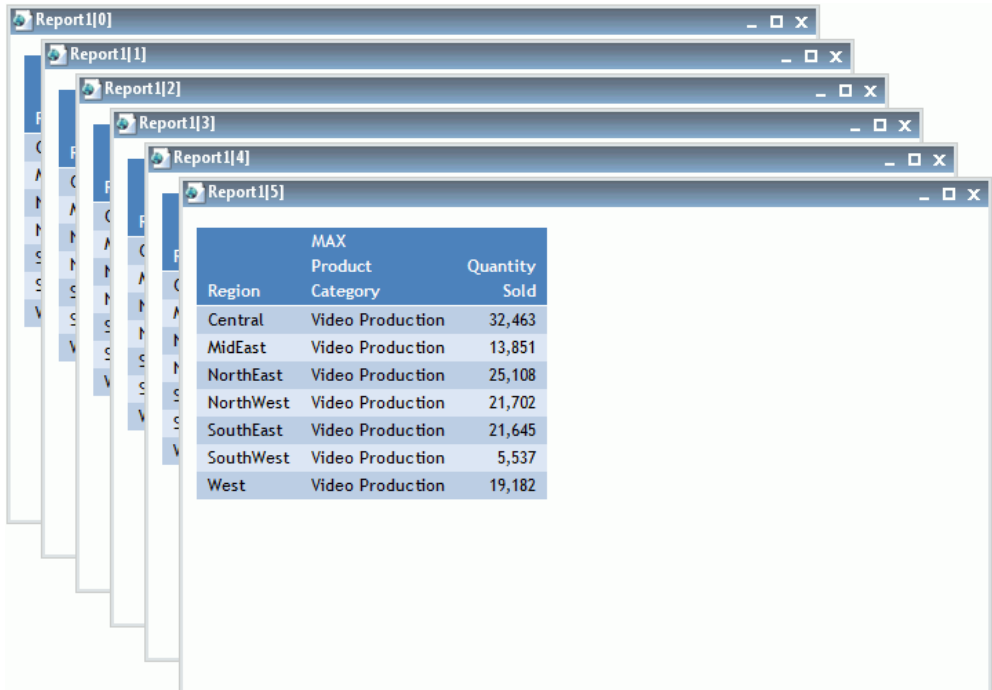 Report1[0]
Report1[1]
Report1[2]
Report1[3]
Report1[4]
Report1[5]
MAX
Product Quantity
Region Category Sold
Central Video Production 32,463
MidEast Video Production 13,851
NorthEast Video Production 25,108
NorthWest Video Production 21,702
SouthEast Video Production 21,645
SouthWest Video Production 5,537
West Video Production 19,182